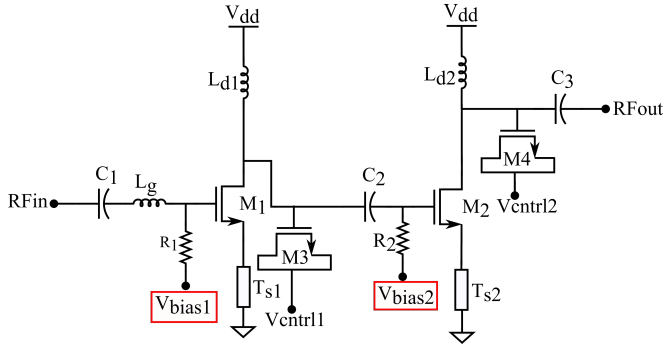 Vdd
Vdd
Ld1
Ld2
C3
RFout
M4
C1
Lg
C2
RFin
M1
M2
Vcntrl2
R1
R2
M3
Vbias1
Ts1
Vbias2
Ts2
Vcntrl1